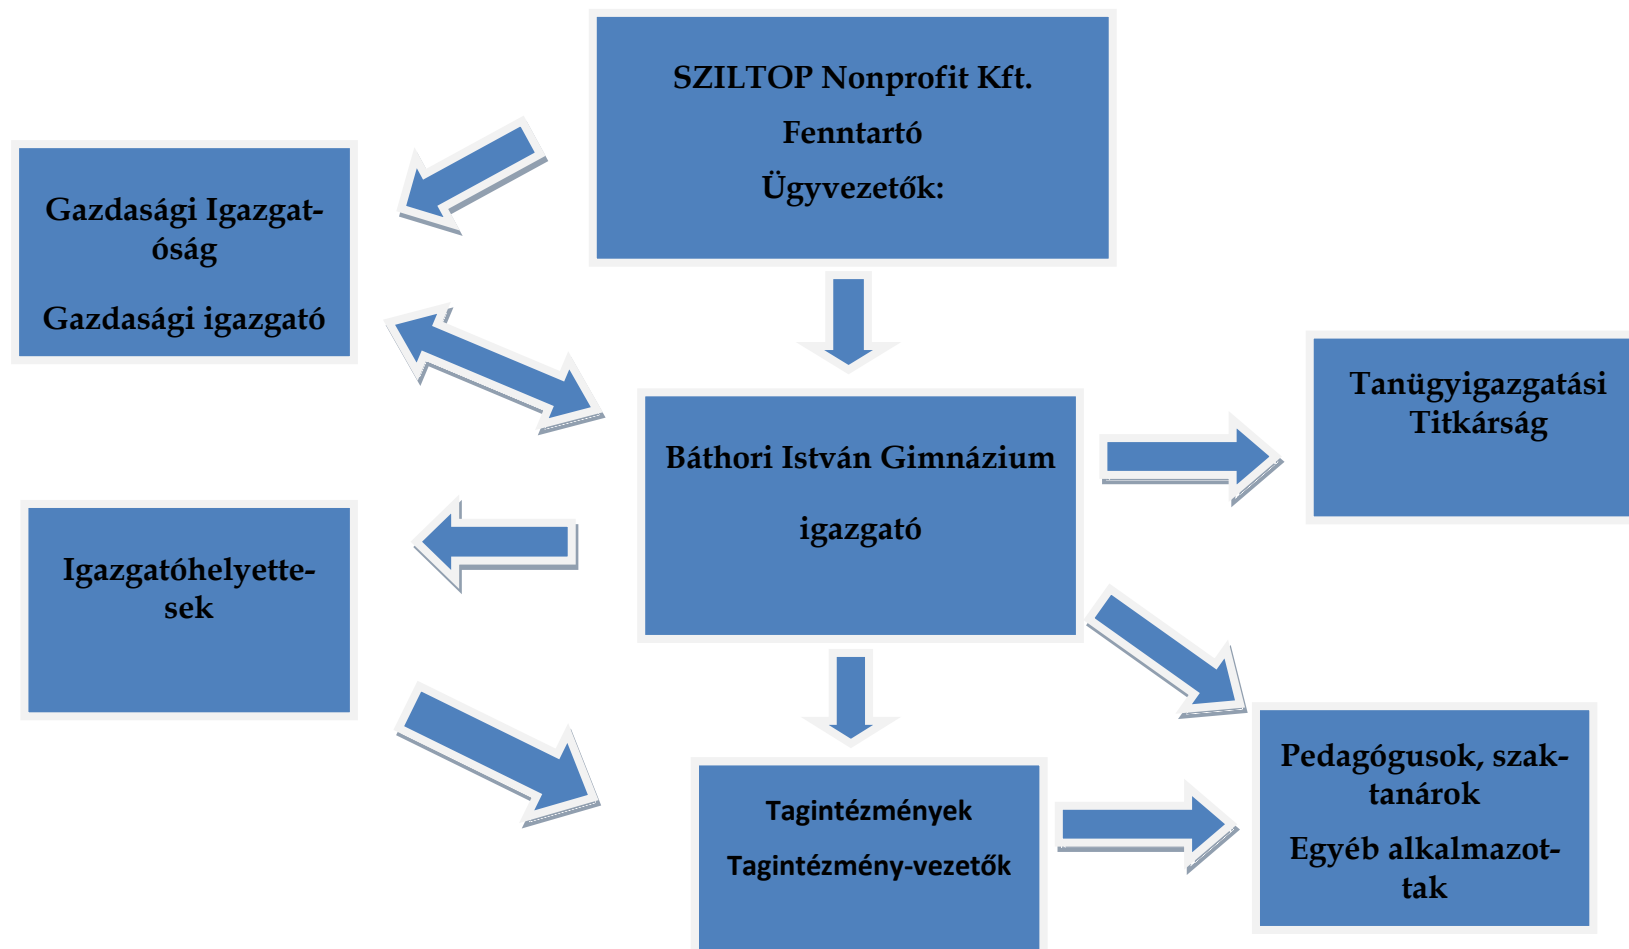 SZILTOP Nonprofit Kft.
Fenntartó
Ügyvezetők:
Gazdasági Igazgat-
óság
Gazdasági igazgató
Báthori István Gimnázium
igazgató
Tanügyigazgatási
Titkárság
Igazgatóhelyette-
sek
Tagintézmények
Tagintézmény-vezetők
Pedagógusok, szak-
tanárok
Egyéb alkalmazot-
tak